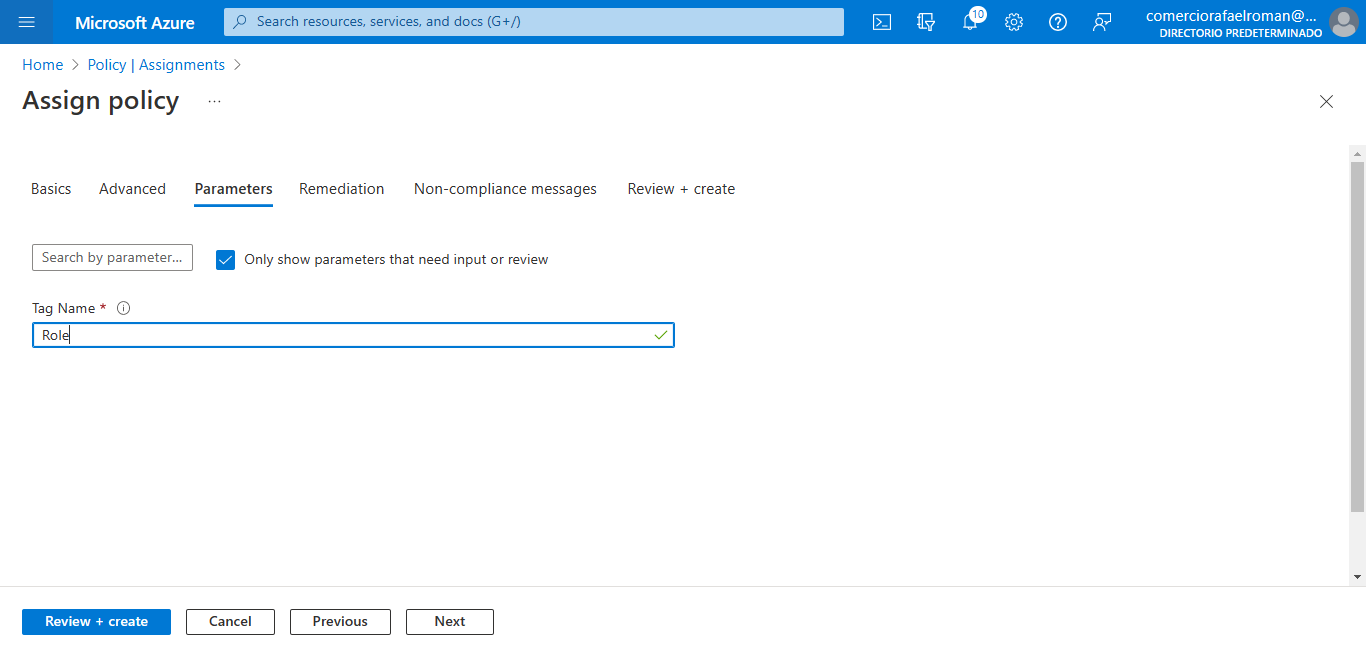 Microsoft Azure
Search resources, services, and docs (G+/)
10
comerciorafaelroman@...
DIRECTORIO PREDETERMINADO
Home > Policy | Assignments >
Assign policy ...
Basics Advanced Parameters Remediation Non-compliance messages Review + create
Search by parameter... Only show parameters that need input or review
Tag Name *
Role
Review + create Cancel Previous Next